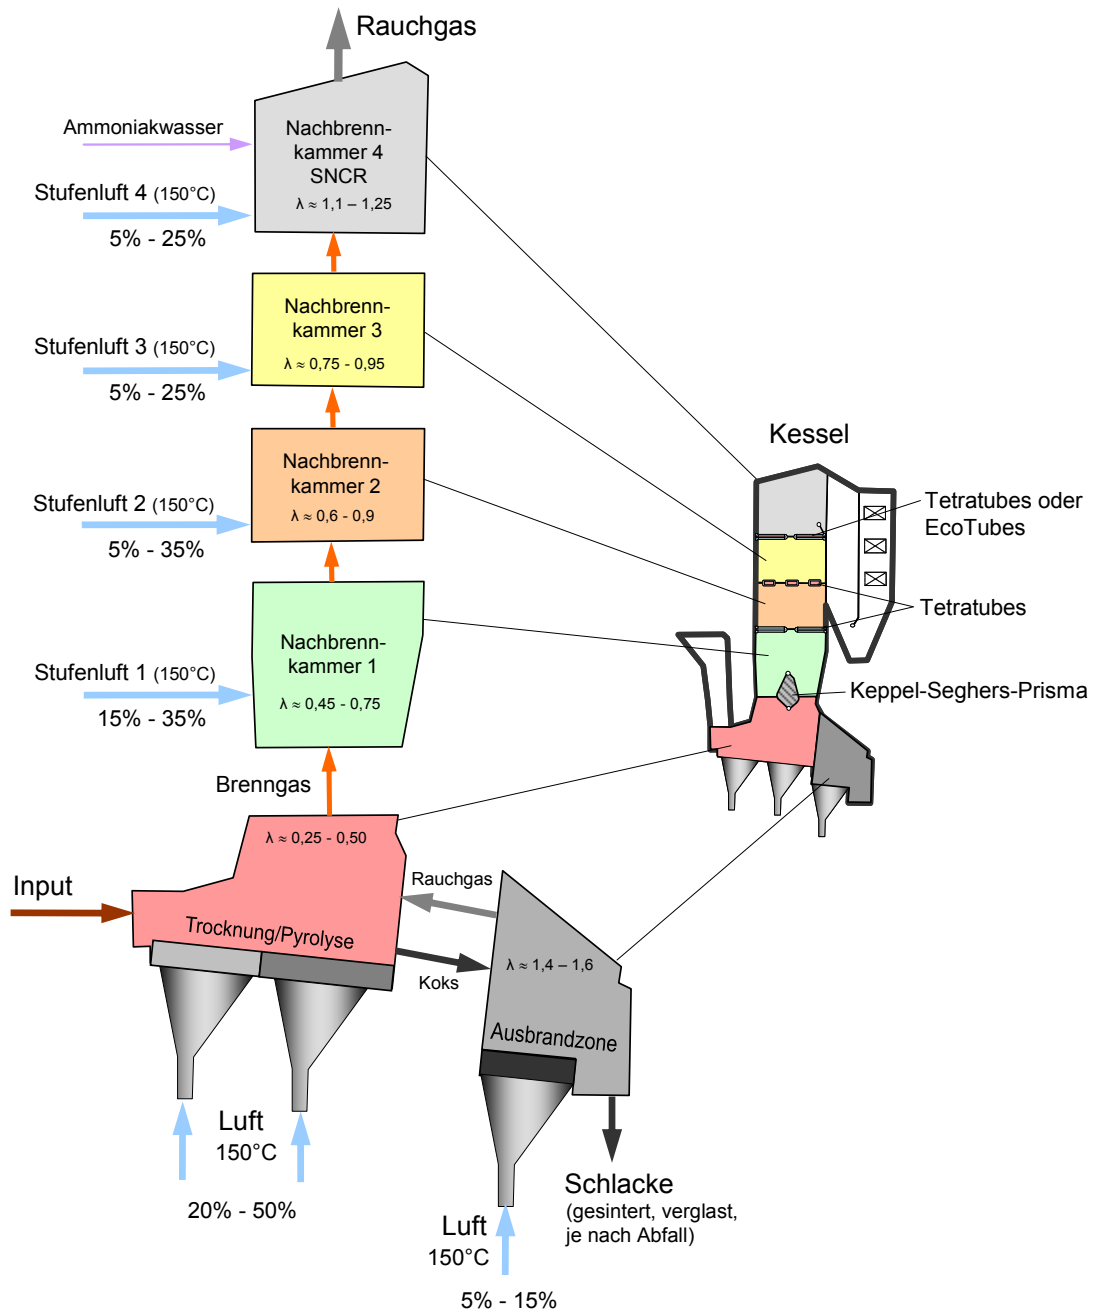 Rauchgas
Ammoniakwasser
Nachbrenn-
kammer 4
SNCR
λ ≈ 1,1 – 1,25
Stufenluft 4 (150°C)
5% - 25%
Nachbrenn-
kammer 3
λ ≈ 0,75 - 0,95
Stufenluft 3 (150°C)
5% - 25%
Nachbrenn-
kammer 2
λ ≈ 0,6 - 0,9
Stufenluft 2 (150°C)
5% - 35%
Nachbrenn-
kammer 1
λ ≈ 0,45 - 0,75
Stufenluft 1 (150°C)
15% - 35%
Kessel
Tetratubes oder
EcoTubes
Tetratubes
Keppel-Seghers-Prisma
Brenngas
λ ≈ 0,25 - 0,50
Input
Trocknung/Pyrolyse
Rauchgas
Koks
λ ≈ 1,4 – 1,6
Ausbrandzone
Luft
150°C
20% - 50%
Schlacke
(gesintert, verglast,
je nach Abfall)
Luft
150°C
5% - 15%